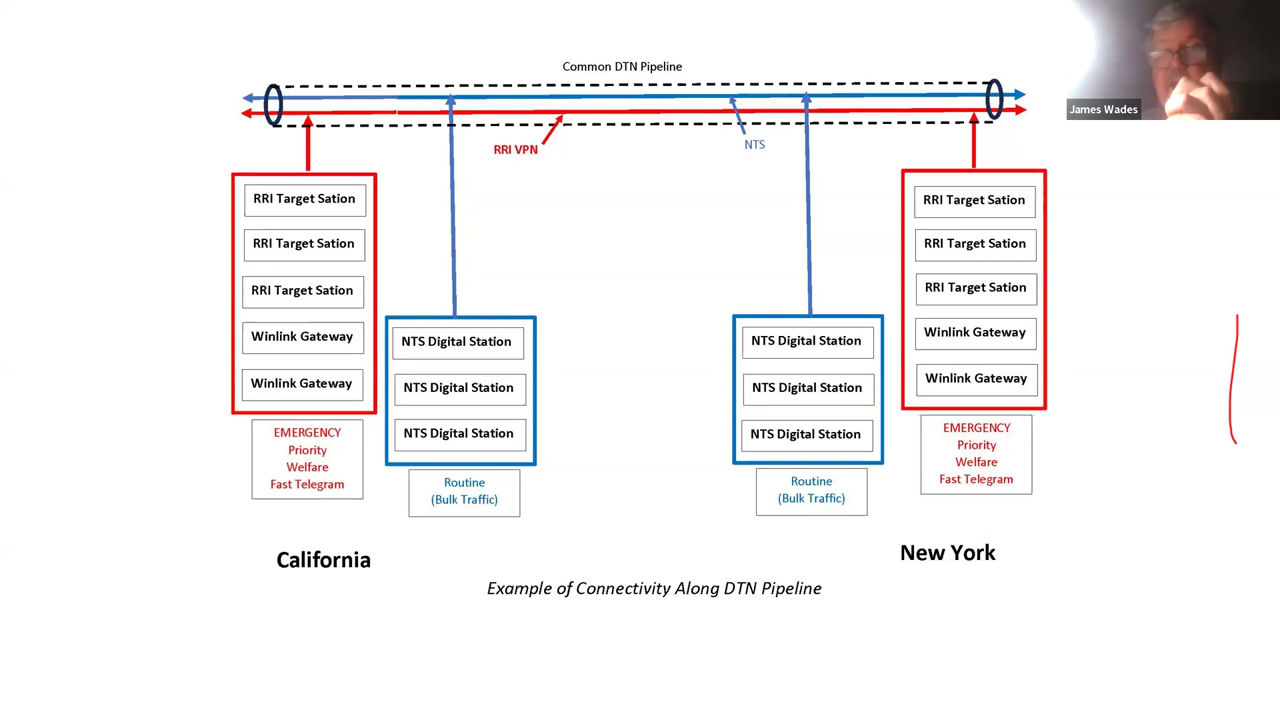 Common DTN Pipeline
James Wades
RRI VPN
NTS
RRI Target Sation
RRI Target Sation
RRI Target Sation
Winlink Gateway
Winlink Gateway
EMERGENCY
Priority
Welfare
Fast Telegram
NTS Digital Station
NTS Digital Station
NTS Digital Station
Routine
(Bulk Traffic)
NTS Digital Station
NTS Digital Station
NTS Digital Station
Routine
(Bulk Traffic)
RRI Target Sation
RRI Target Sation
RRI Target Sation
Winlink Gateway
Winlink Gateway
EMERGENCY
Priority
Welfare
Fast Telegram
California
New York
Example of Connectivity Along DTN Pipeline